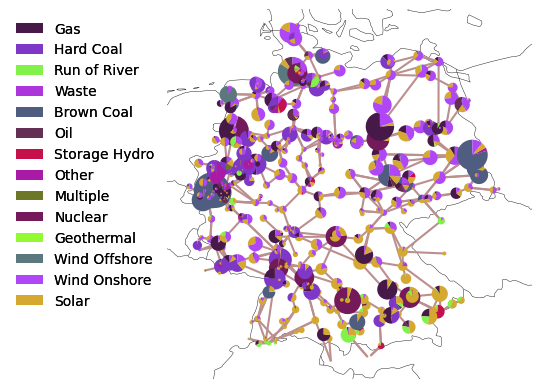 Gas
Hard Coal
Run of River
Waste
Brown Coal
Oil
Storage Hydro
Other
Multiple
Nuclear
Geothermal
Wind Offshore
Wind Onshore
Solar